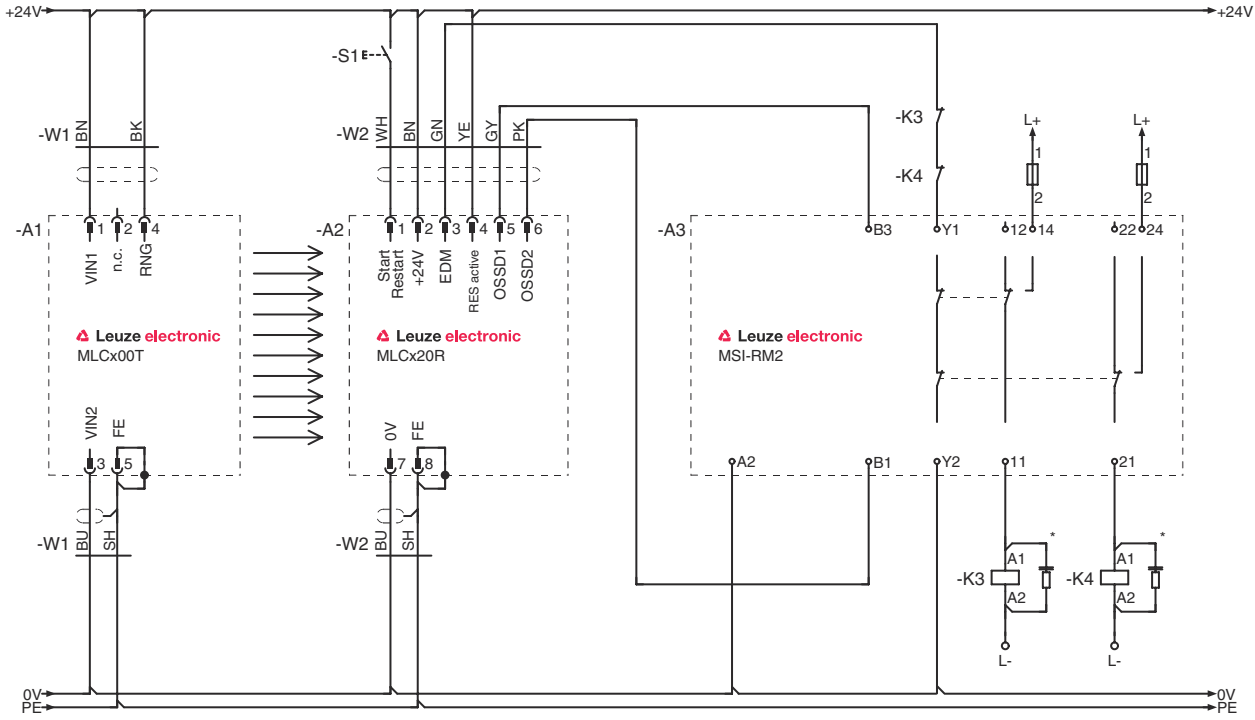 +24V +24V
-S1
-W1 BN BK
-W2 WH BN GN YE GY PK
-K3
-K4
L+ L+
1 1
2 2
-A1 1 2 4
VIN1 n.c. RNG
-A2 1 2 3 4 5 6
Start Restart +24V EDM RES active OSSD1 OSSD2
-A3 B3 Y1 12 14 22 24
Leuze electronic
MLCx00T
Leuze electronic
MLCx20R
Leuze electronic
MSI-RM2
VIN2 FE
3 5
0V FE
7 8
A2 B1 Y2 11 21
-W1 BU SH
-W2 BU SH
* *
-K3 A1 A2
-K4 A1 A2
L- L-
0V 0V
PE PE